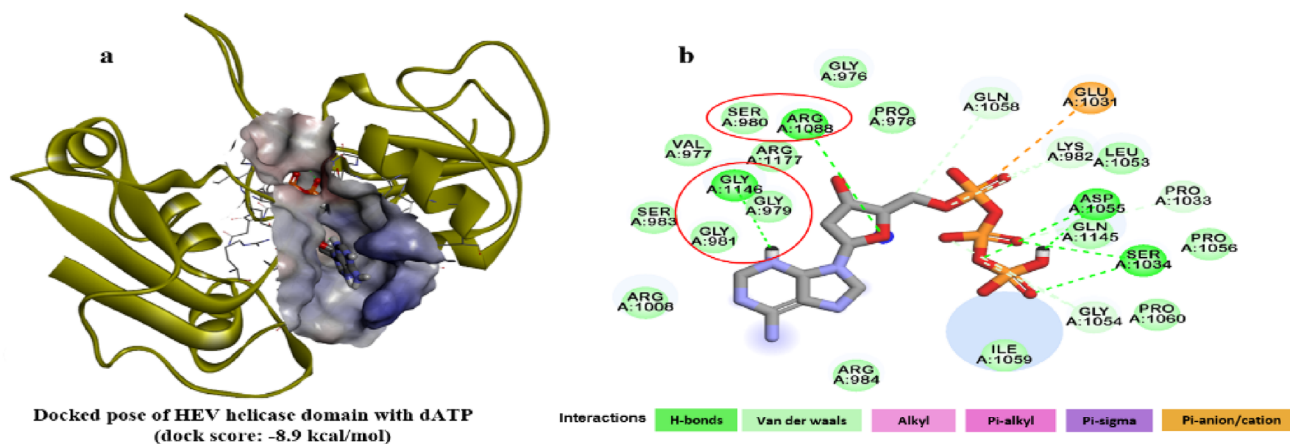 a
b
GLY
A:976
SER
A:980
ARG
A:1088
PRO
A:978
GLN
A:1058
GLU
A:1031
VAL
A:977
ARG
A:1177
LYS
A:982
LEU
A:1053
GLY
A:1146
GLY
A:979
SER
A:983
GLY
A:981
ASP
A:1055
PRO
A:1033
GLN
A:1145
PRO
A:1056
SER
A:1034
ARG
A:1008
GLY
A:1054
PRO
A:1060
ILE
A:1059
ARG
A:984
Docked pose of HEV helicase domain with dATP
(dock score: -8.9 kcal/mol)
Interactions H-bonds Van der waals Alkyl Pi-alkyl Pi-sigma Pi-anion/cation